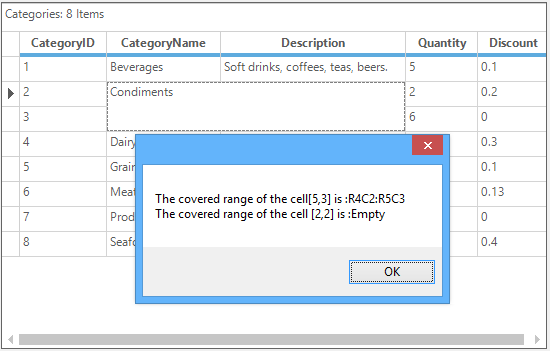 Categories: 8 Items
CategoryID CategoryName Description Quantity Discount
1 Beverages Soft drinks, coffees, teas, beers. 5 0.1
2 Condiments 2 0.2
3 6 0
4 Dairy 0.3
5 Grain 0.1
6 Meat 0.13
7 Prod 0
8 Seafo 0.4
The covered range of the cell[5,3] is :R4C2:R5C3
The covered range of the cell [2,2] is :Empty
OK